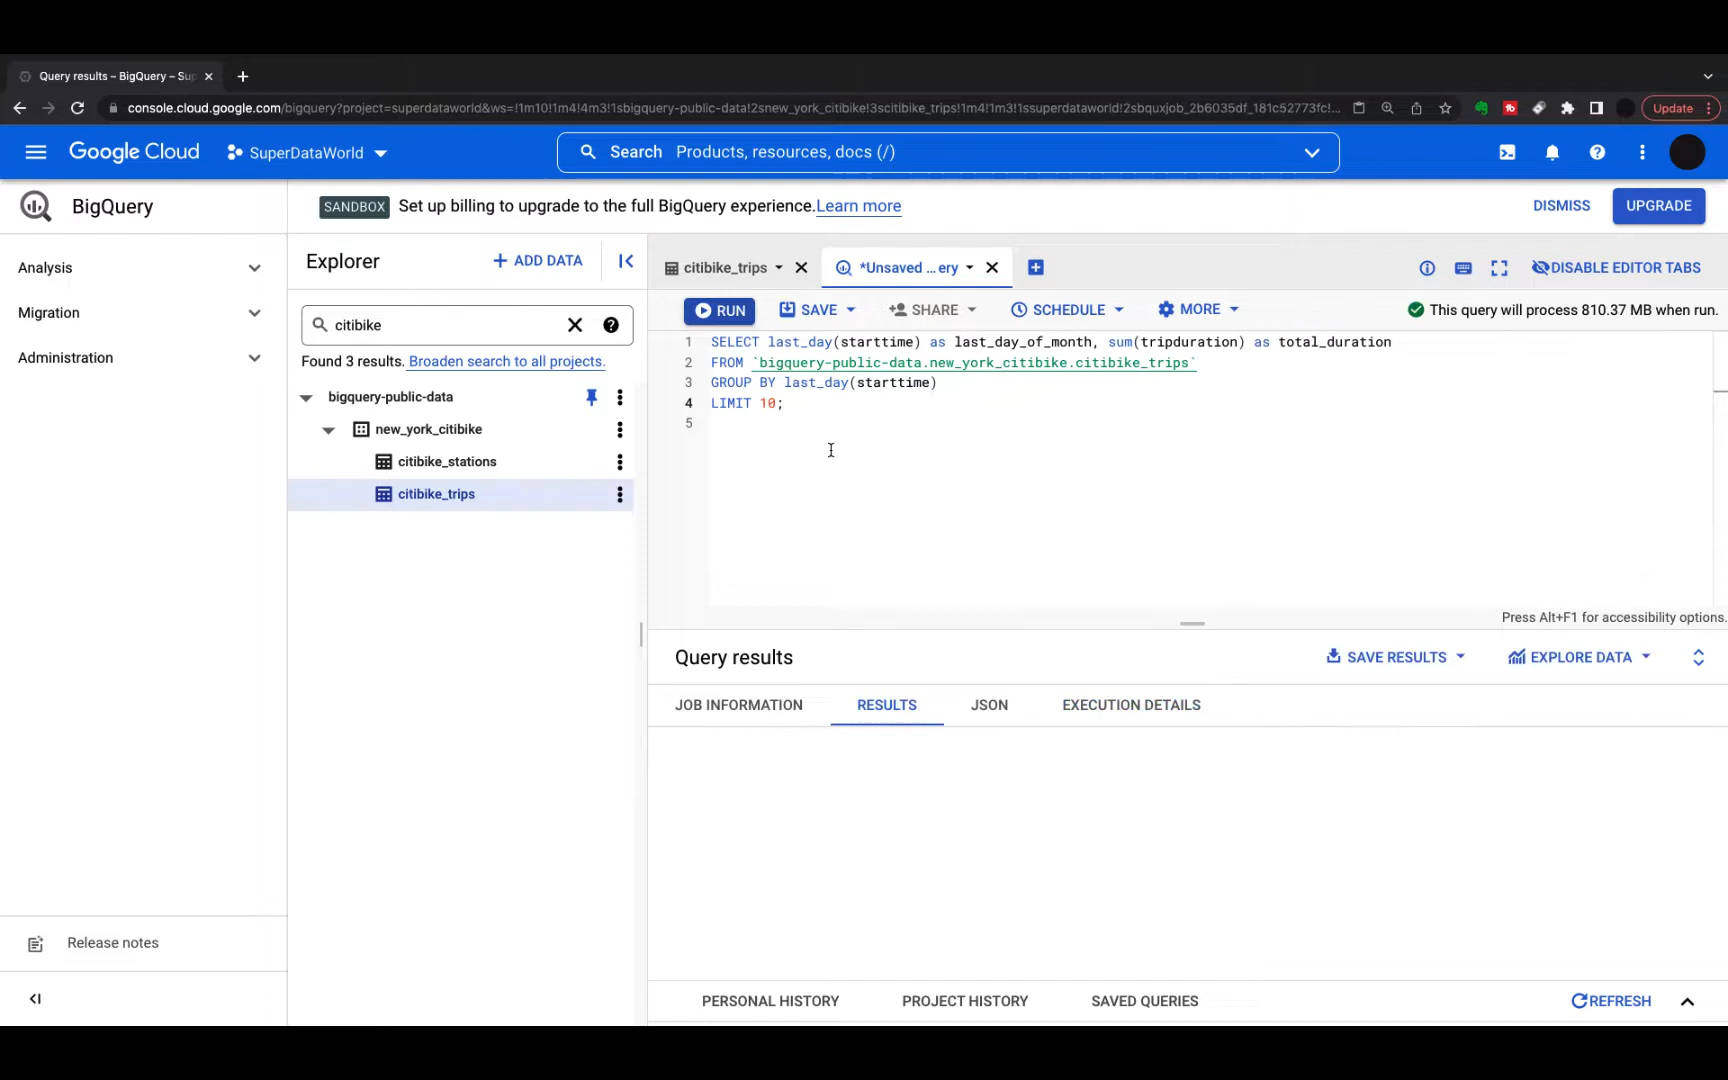 Query results – BigQuery – Sup
console.cloud.google.com/bigquery?project=superdataworld&ws=!1m10!1m4!4m3!1sbigquery-public-data!2snew_york_citibike!3scitibike_trips!1m4!1m3!1ssuperdataworld!2sbquxjob_2b6035df_181c52773fc!...
Update
Google Cloud
SuperDataWorld
Search Products, resources, docs (/)
BigQuery
SANDBOX Set up billing to upgrade to the full BigQuery experience. Learn more
DISMISS
UPGRADE
Analysis
Migration
Administration
Release notes
Explorer
+ ADD DATA
citibike
Found 3 results. Broaden search to all projects.
bigquery-public-data
new_york_citibike
citibike_stations
citibike_trips
citibike_trips
*Unsaved ...ery
DISABLE EDITOR TABS
RUN
SAVE
SHARE
SCHEDULE
MORE
This query will process 810.37 MB when run.
1 SELECT last_day(starttime) as last_day_of_month, sum(tripduration) as total_duration
2 FROM `bigquery-public-data.new_york_citibike.citibike_trips`
3 GROUP BY last_day(starttime)
4 LIMIT 10;
5
Press Alt+F1 for accessibility options.
Query results
SAVE RESULTS
EXPLORE DATA
JOB INFORMATION
RESULTS
JSON
EXECUTION DETAILS
PERSONAL HISTORY
PROJECT HISTORY
SAVED QUERIES
REFRESH